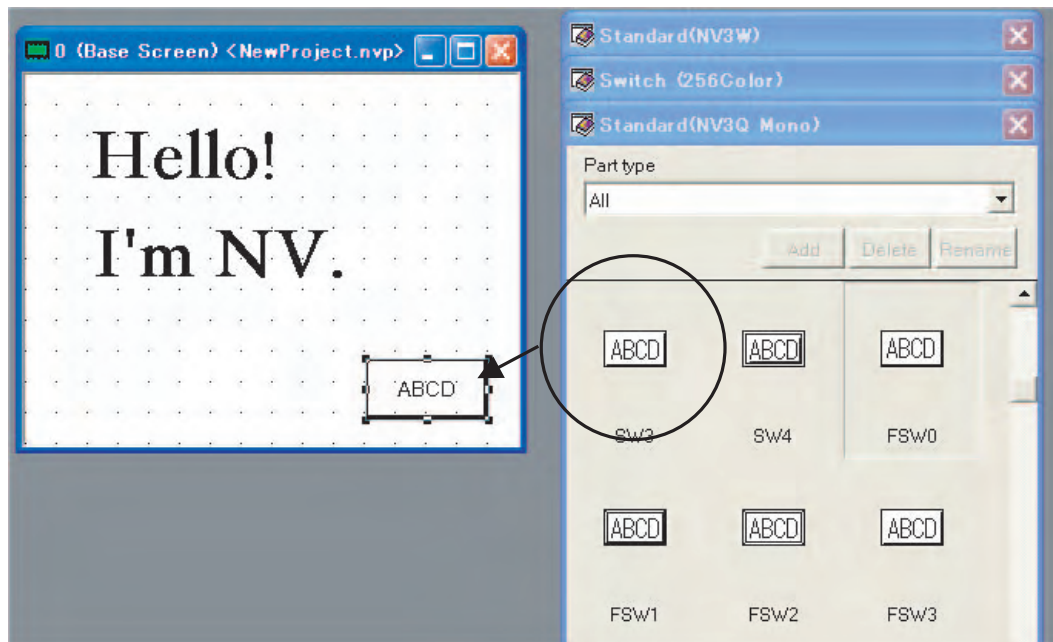 0 (Base Screen) <NewProject.nvp>
Hello!
I'm NV.
ABCD
Standard(NV3W)
Switch (256Color)
Standard(NV3Q Mono)
Part type
All
Add Delete Rename
ABCD ABCD ABCD
SW3 SW4 FSW0
ABCD ABCD ABCD
FSW1 FSW2 FSW3